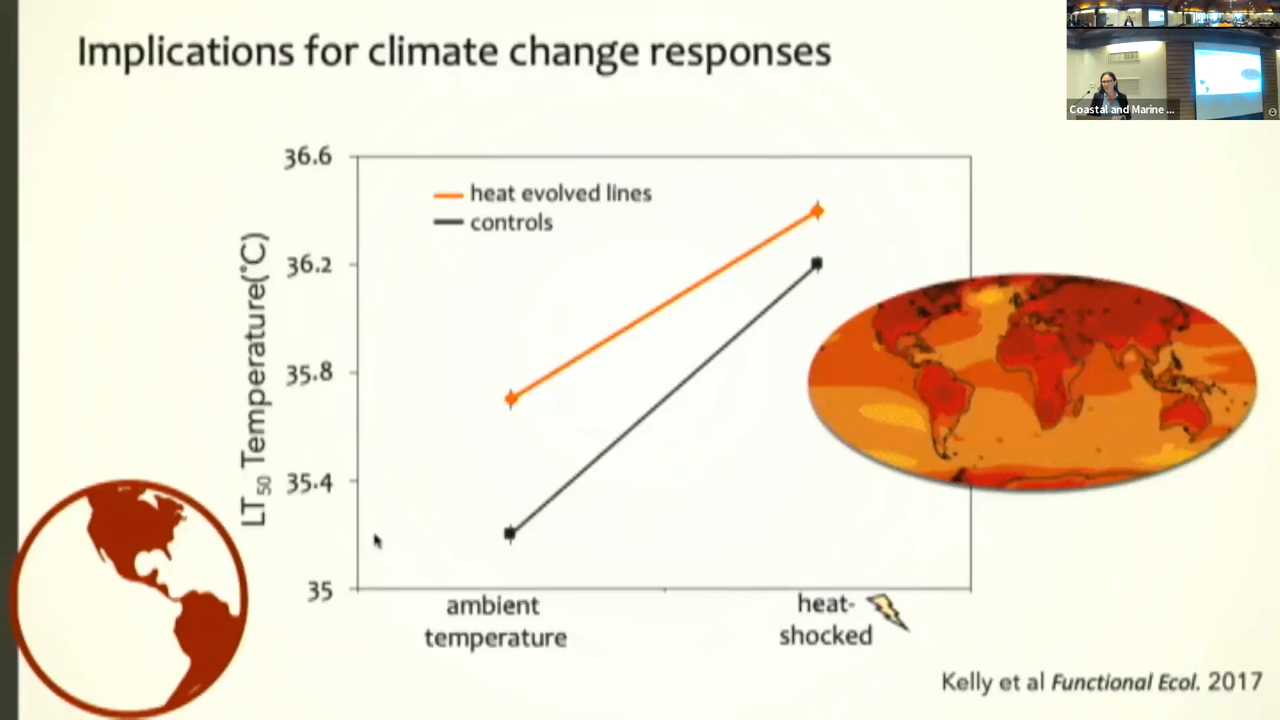 Implications for climate change responses
Coastal and Marine ...
36.6
heat evolved lines
controls
36.2
35.8
35.4
35
LT50 Temperature(°C)
ambient
temperature
heat-
shocked
Kelly et al Functional Ecol. 2017